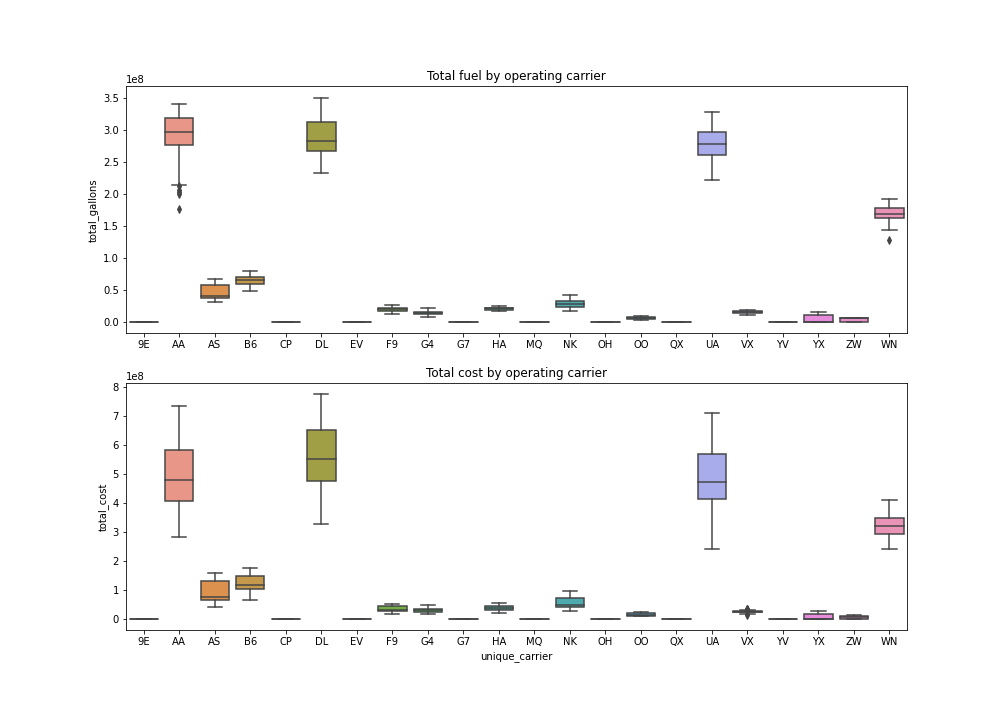 Total fuel by operating carrier
1e8
3.5
3.0
2.5
2.0
1.5
1.0
0.5
0.0
total_gallons
9E AA AS B6 CP DL EV F9 G4 G7 HA MQ NK OH OO QX UA VX YV YX ZW WN
Total cost by operating carrier
1e8
8
7
6
5
4
3
2
1
0
total_cost
9E AA AS B6 CP DL EV F9 G4 G7 HA MQ NK OH OO QX UA VX YV YX ZW WN
unique_carrier